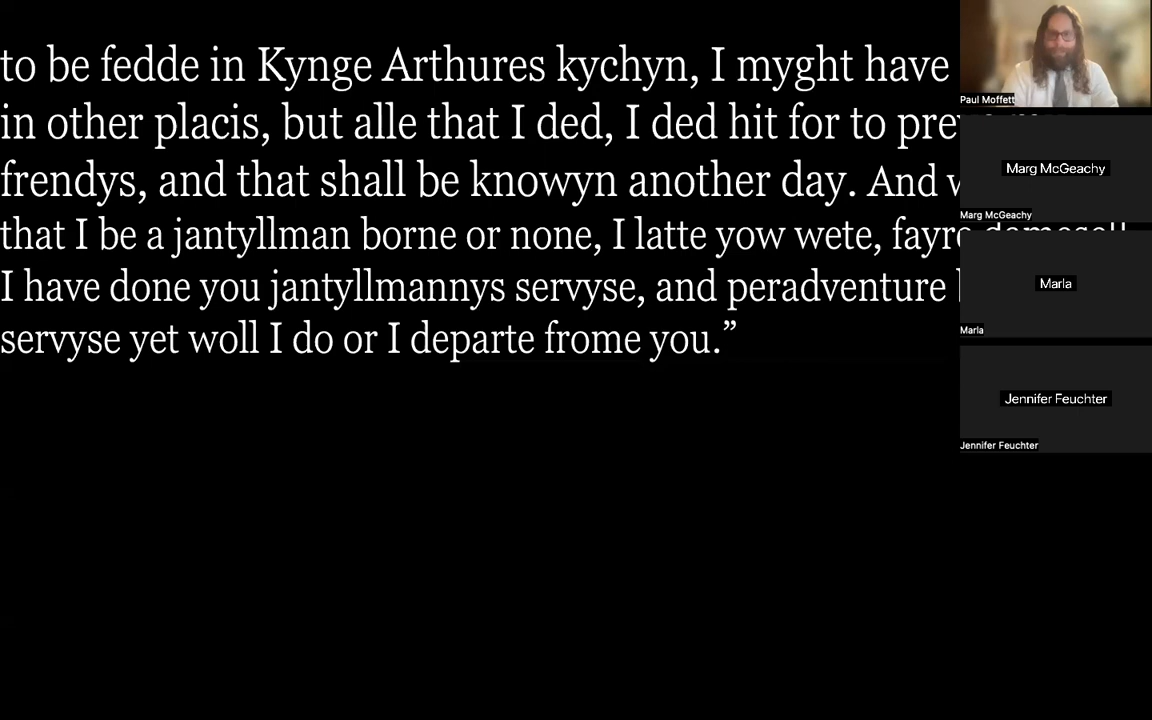 to be fedde in Kynge Arthures kychyn, I myght have
in other placis, but alle that I ded, I ded hit for to
frendys, and that shall be knowyn another day. And
that I be a jantyllman borne or none, I latte yow wete, fayre damesell
I have done you jantyllmannys servyse, and peradventure
servyse yet woll I do or I departe frome you.”
Paul Moffett
Marg McGeachy
Marg McGeachy
Marla
Marla
Jennifer Feuchter
Jennifer Feuchter